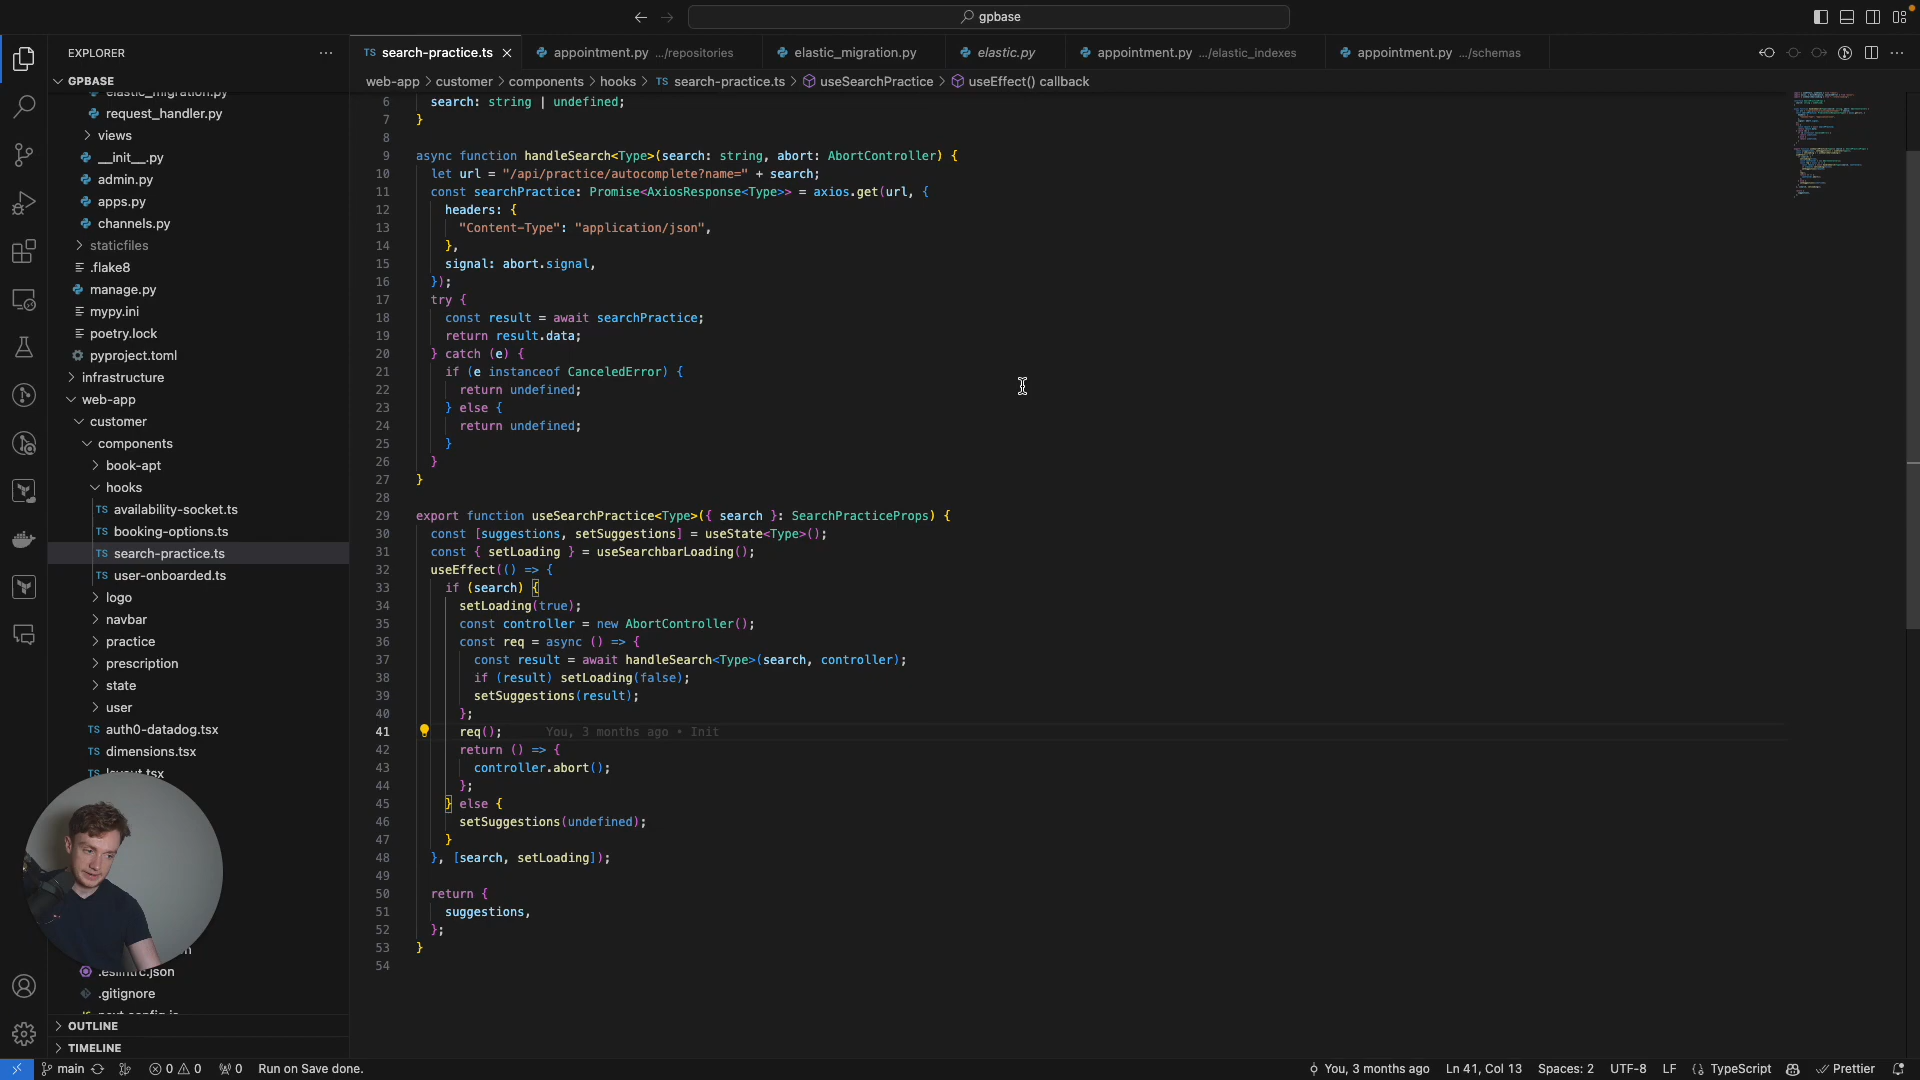 gpbase
EXPLORER
search-practice.ts
appointment.py .../repositories
elastic_migration.py
elastic.py
appointment.py .../elastic_indexes
appointment.py .../schemas
web-app > customer > components > hooks > TS search-practice.ts > useSearchPractice > useEffect() callback
GPBASE
elastic_migration.py
request_handler.py
views
__init__.py
admin.py
apps.py
channels.py
staticfiles
.flake8
manage.py
mypy.ini
poetry.lock
pyproject.toml
infrastructure
web-app
customer
components
book-apt
hooks
TS availability-socket.ts
TS booking-options.ts
TS search-practice.ts
TS user-onboarded.ts
logo
navbar
practice
prescription
state
user
TS auth0-datadog.tsx
TS dimensions.tsx
TS layout.tsx
.eslintrc.json
.gitignore
OUTLINE
TIMELINE
6 search: string | undefined;
7 }
8
9 async function handleSearch<Type>(search: string, abort: AbortController) {
10 let url = "/api/practice/autocomplete?name=" + search;
11 const searchPractice: Promise<AxiosResponse<Type>> = axios.get(url, {
12 headers: {
13 "Content-Type": "application/json",
14 },
15 signal: abort.signal,
16 });
17 try {
18 const result = await searchPractice;
19 return result.data;
20 } catch (e) {
21 if (e instanceof CanceledError) {
22 return undefined;
23 } else {
24 return undefined;
25 }
26 }
27 }
28
29 export function useSearchPractice<Type>({ search }: SearchPracticeProps) {
30 const [suggestions, setSuggestions] = useState<Type>();
31 const { setLoading } = useSearchbarLoading();
32 useEffect(() => {
33 if (search) {
34 setLoading(true);
35 const controller = new AbortController();
36 const req = async () => {
37 const result = await handleSearch<Type>(search, controller);
38 if (result) setLoading(false);
39 setSuggestions(result);
40 };
41 req(); You, 3 months ago • Init
42 return () => {
43 controller.abort();
44 };
45 } else {
46 setSuggestions(undefined);
47 }
48 }, [search, setLoading]);
49
50 return {
51 suggestions,
52 };
53 }
54
main 0 0 0 Run on Save done.
You, 3 months ago Ln 41, Col 13 Spaces: 2 UTF-8 LF {} TypeScript Prettier